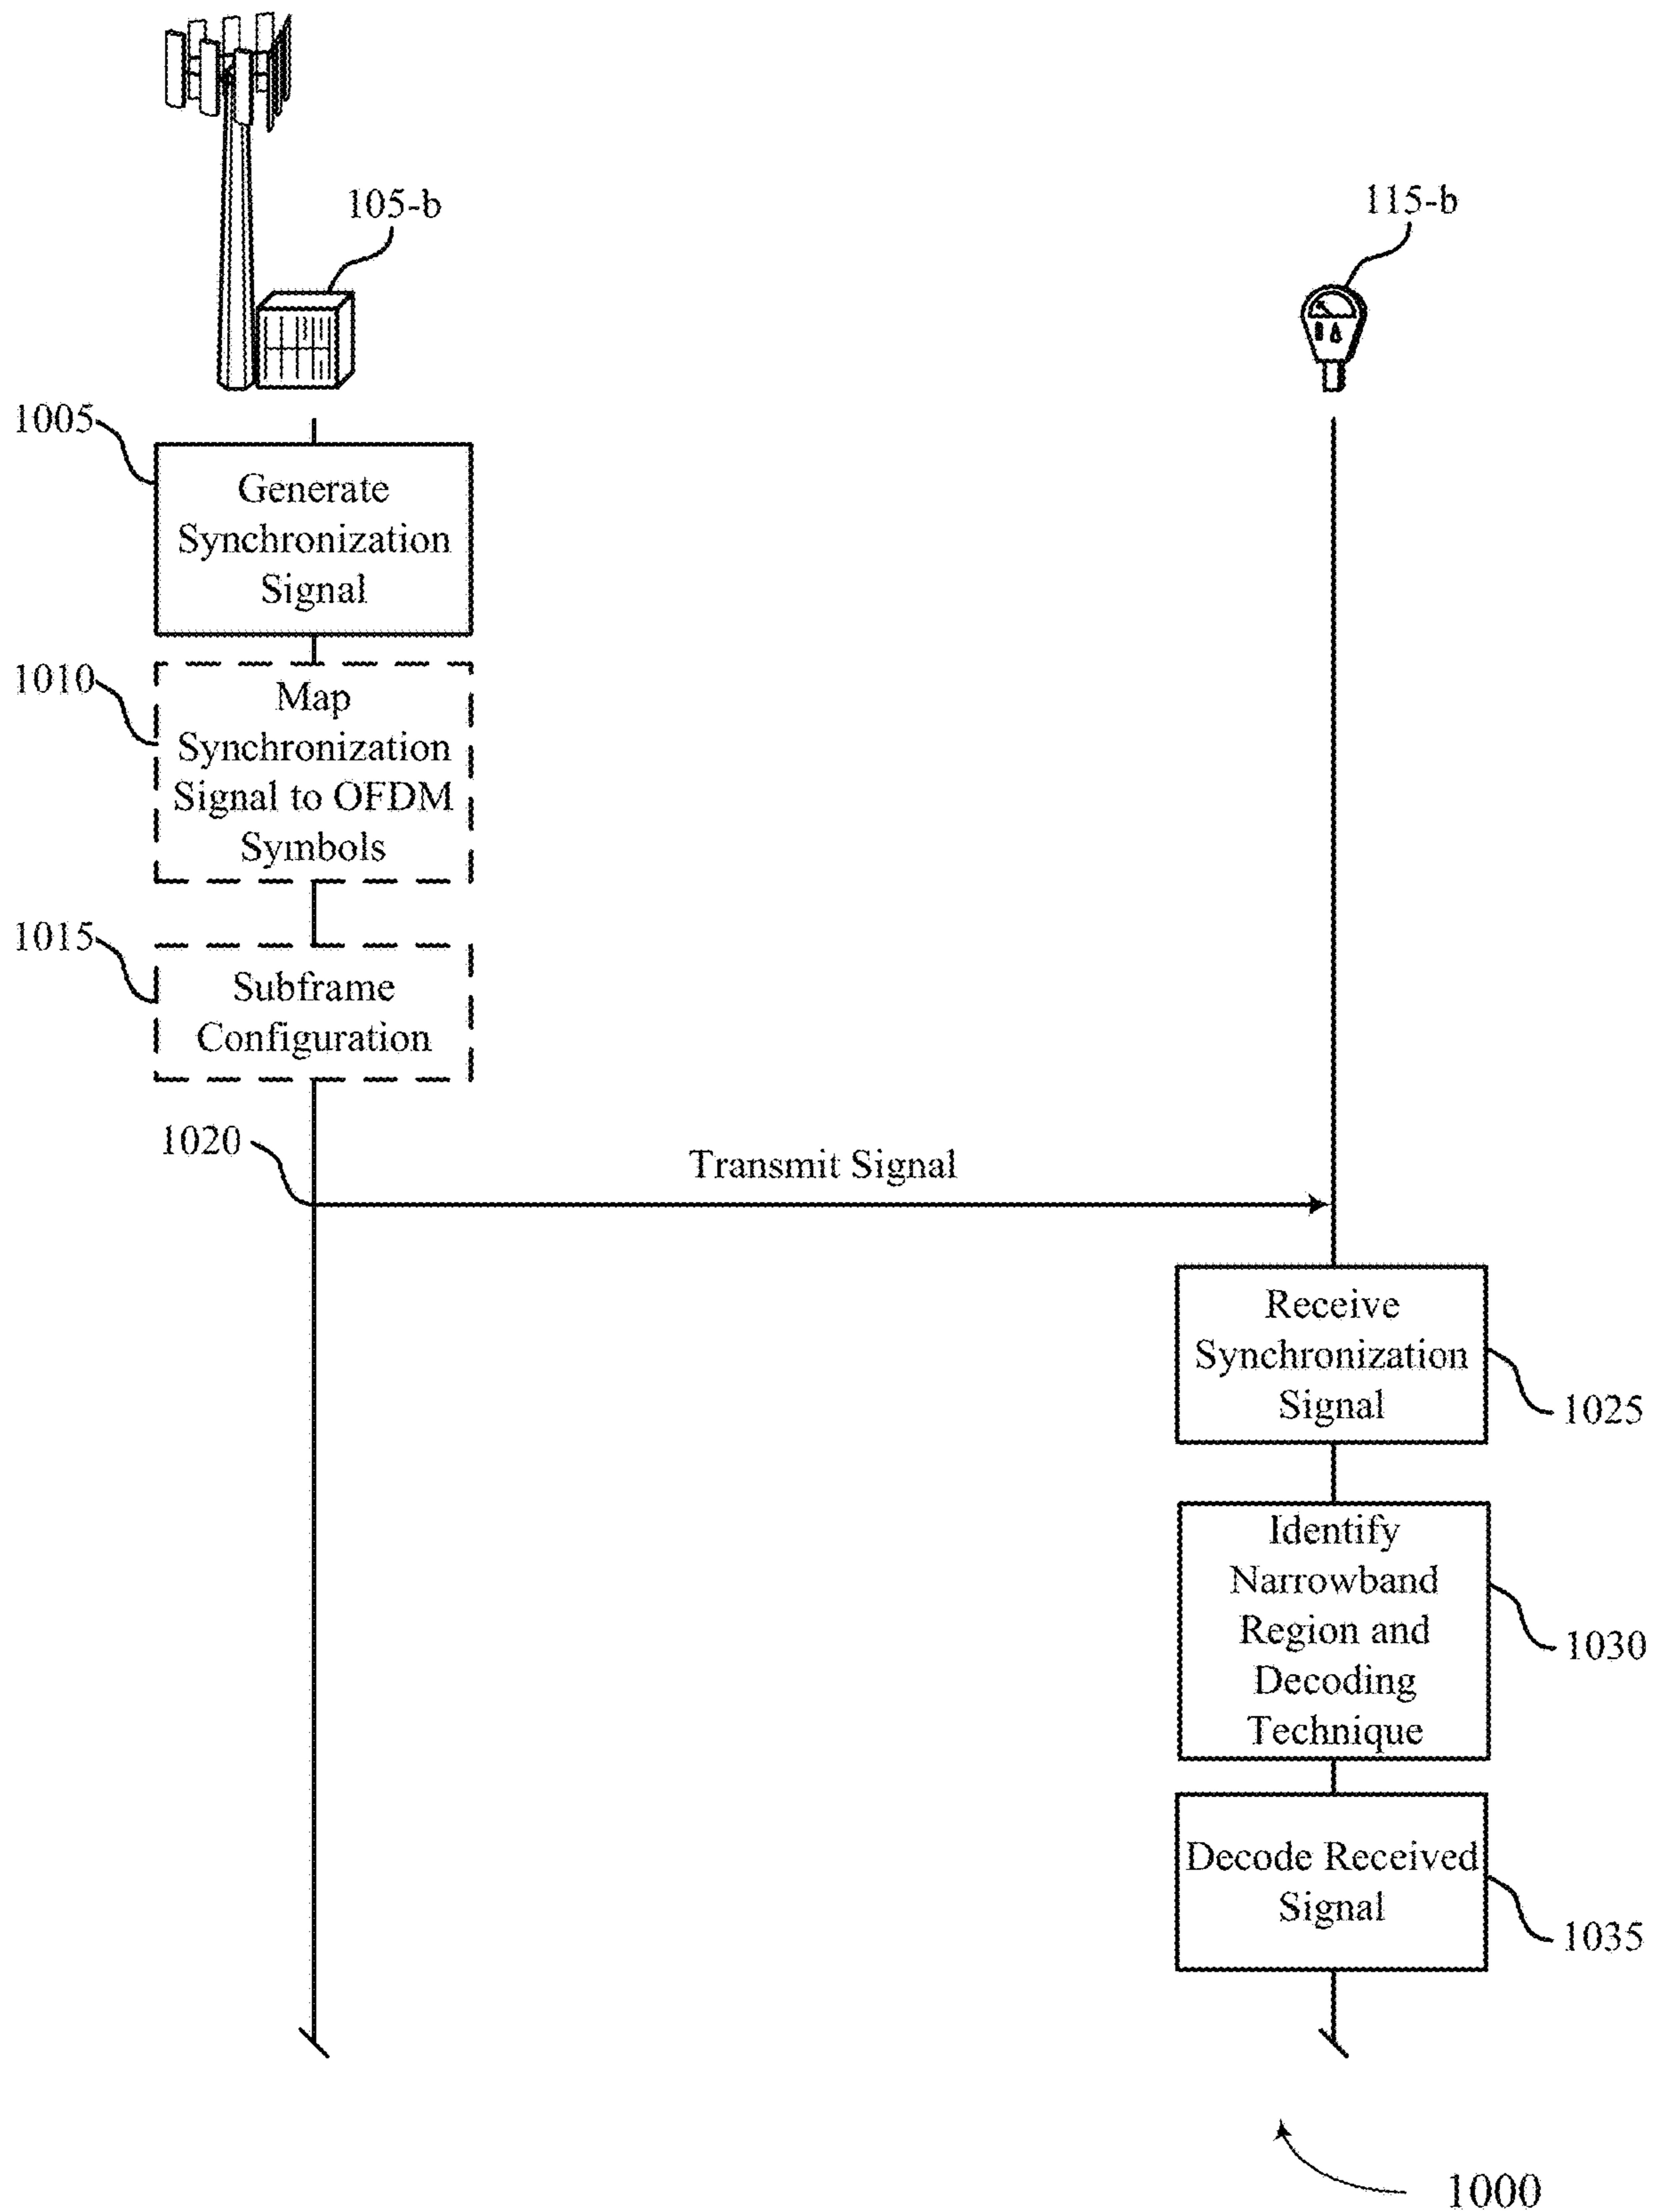 105-b
115-b
1005
Generate
Synchronization
Signal
1010
Map
Synchronization
Signal to OFDM
Symbols
1015
Subframe
Configuration
1020
Transmit Signal
Receive
Synchronization
Signal
1025
Identify
Narrowband
Region and
Decoding
Technique
1030
Decode Received
Signal
1035
1000